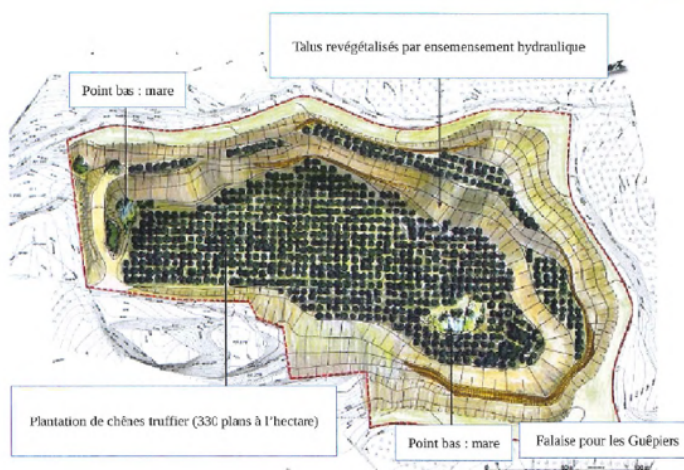 Talus revégétalisés par ensemensement hydraulique
Point bas : mare
Plantation de chênes truffier (330 plans à l'hectare)
Point bas : mare
Falaise pour les Guêpiers